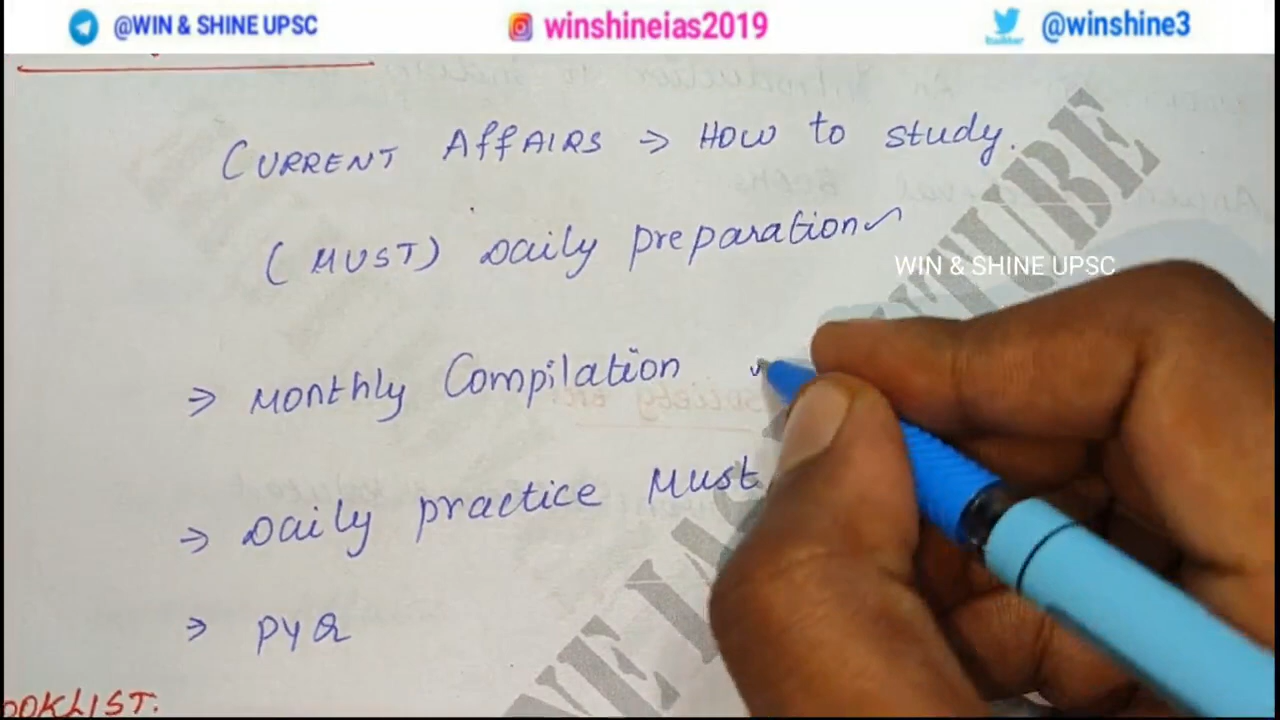 @WIN & SHINE UPSC winshineias2019 @winshine3
CURRENT AFFAIRS → HOW to study.
(MUST) Daily preparation
WIN & SHINE UPSC
→ Monthly Compilation
→ Daily practice Must
→ PYQ
OOKLIST: